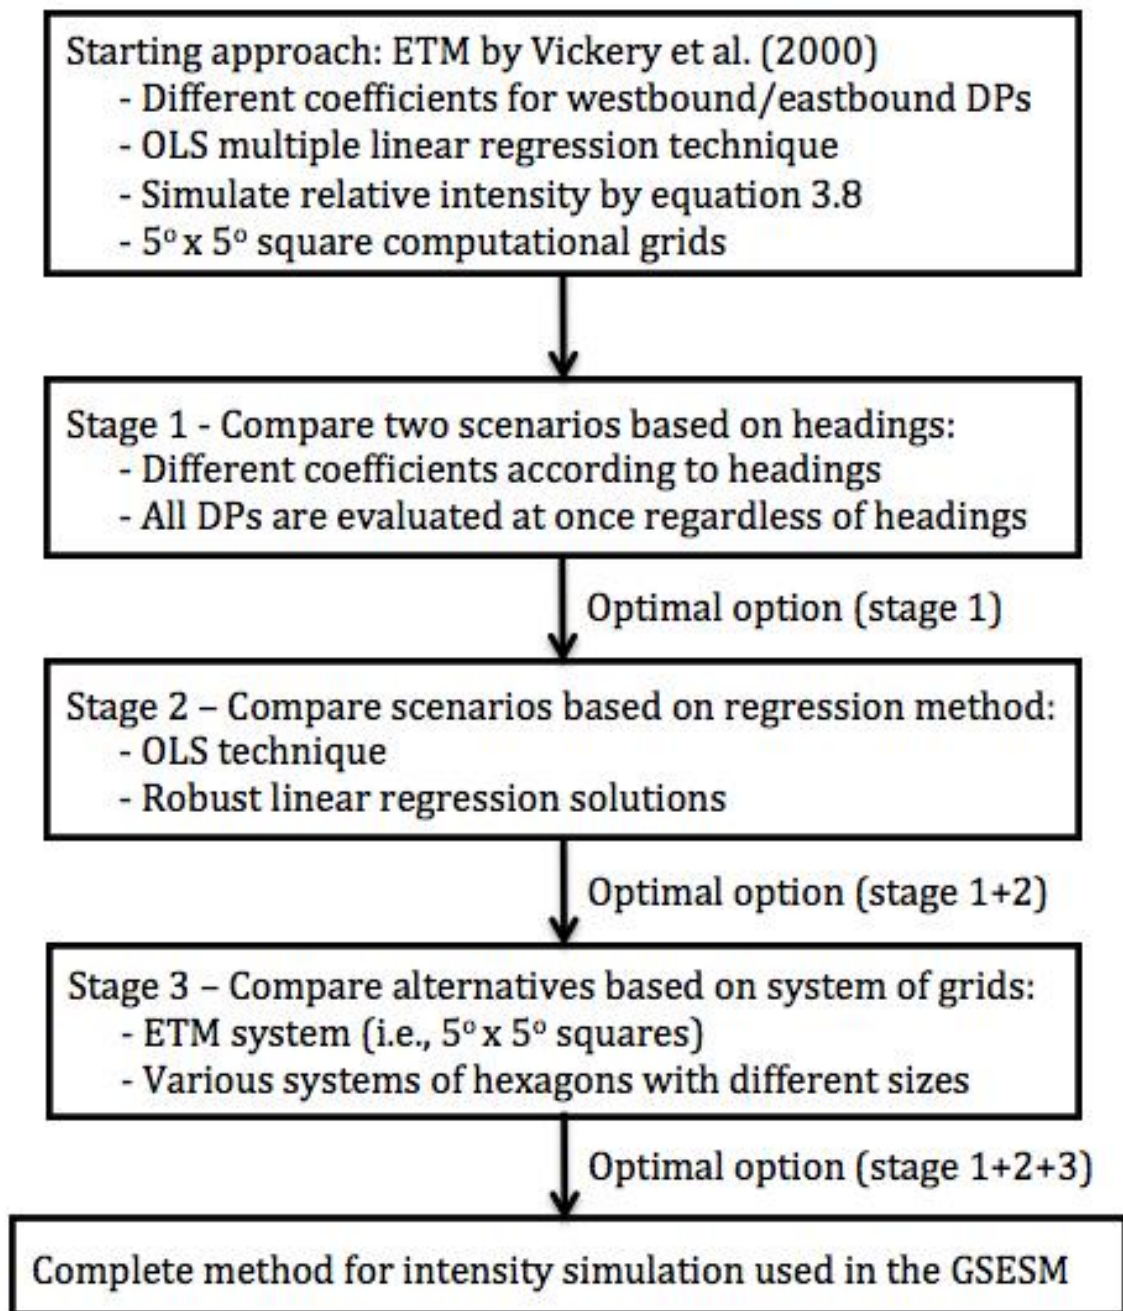 Starting approach: ETM by Vickery et al. (2000)
- Different coefficients for westbound/eastbound DPs
- OLS multiple linear regression technique
- Simulate relative intensity by equation 3.8
- 5° x 5° square computational grids
Stage 1 - Compare two scenarios based on headings:
- Different coefficients according to headings
- All DPs are evaluated at once regardless of headings
Optimal option (stage 1)
Stage 2 – Compare scenarios based on regression method:
- OLS technique
- Robust linear regression solutions
Optimal option (stage 1+2)
Stage 3 – Compare alternatives based on system of grids:
- ETM system (i.e., 5° x 5° squares)
- Various systems of hexagons with different sizes
Optimal option (stage 1+2+3)
Complete method for intensity simulation used in the GSESM